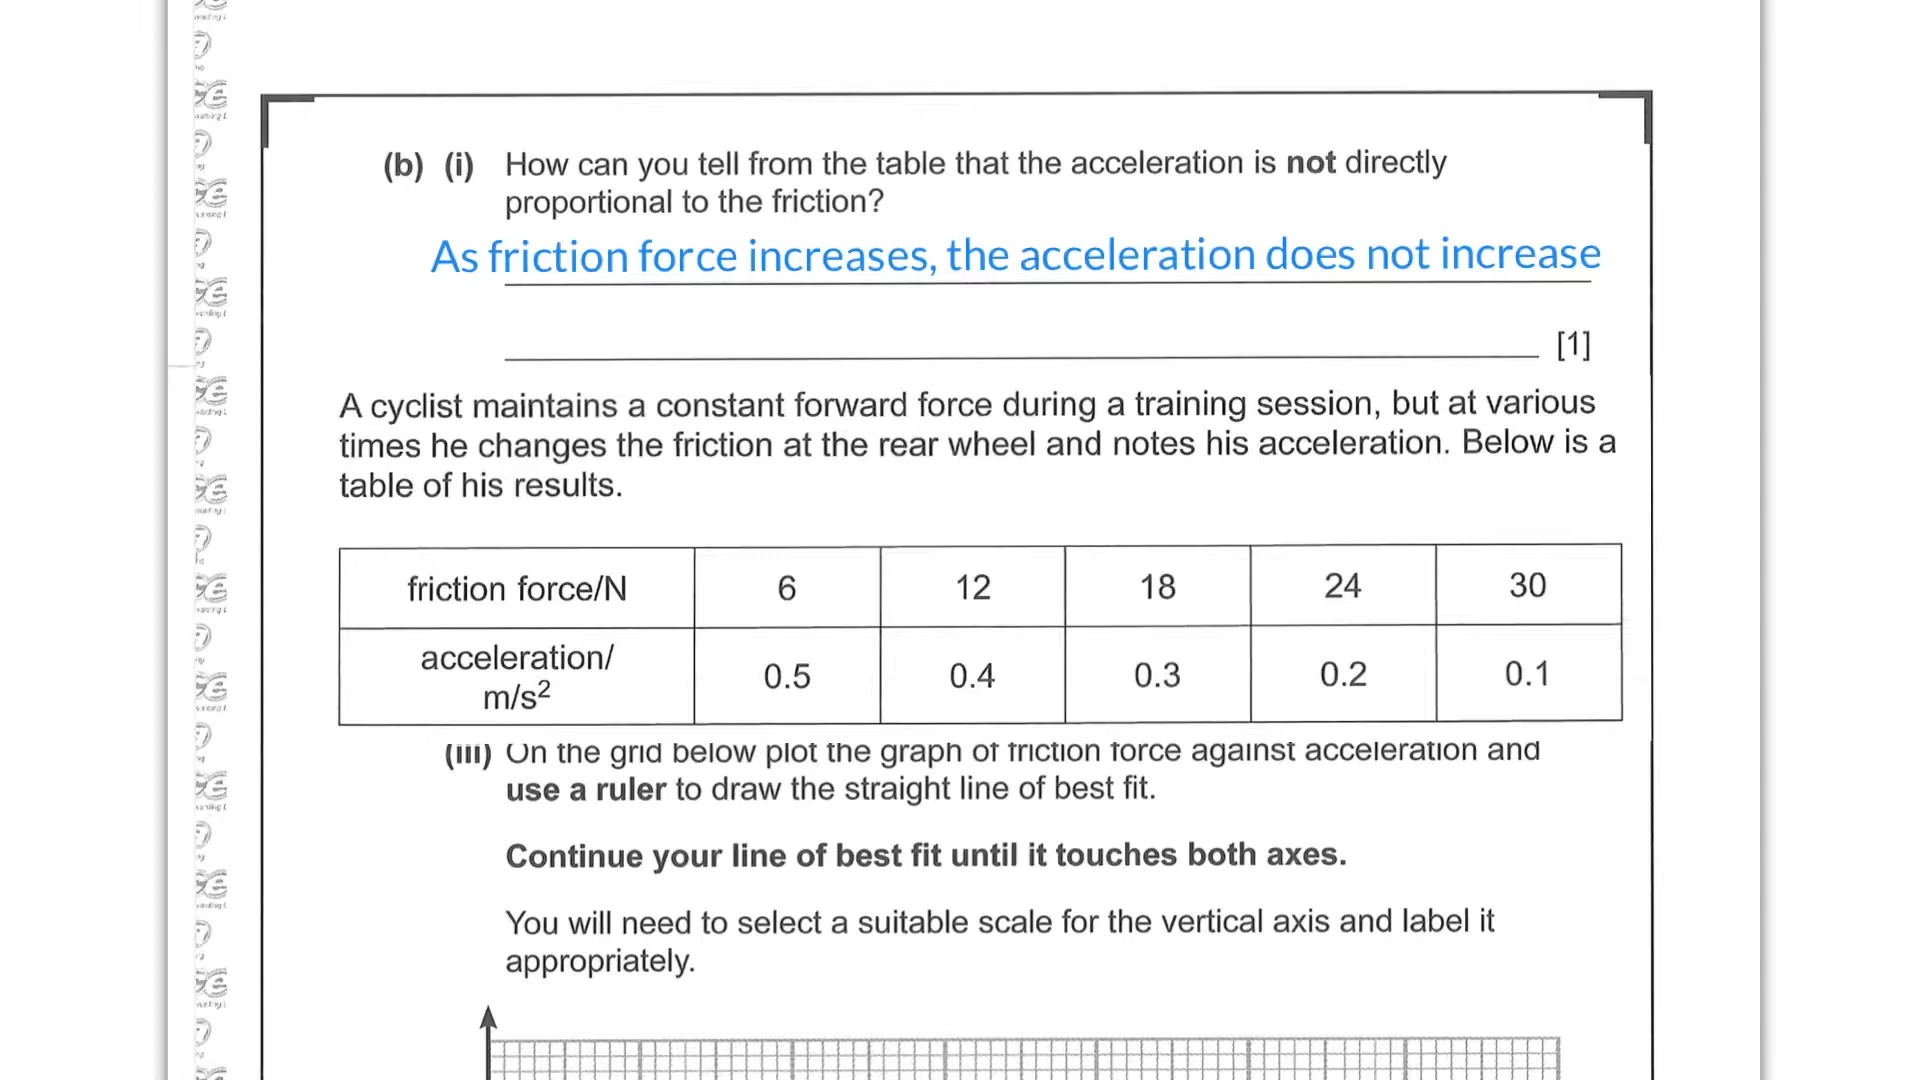 (b) (i) How can you tell from the table that the acceleration is not directly
proportional to the friction?
As friction force increases, the acceleration does not increase
[1]
A cyclist maintains a constant forward force during a training session, but at various
times he changes the friction at the rear wheel and notes his acceleration. Below is a
table of his results.
friction force/N 6 12 18 24 30
acceleration/
m/s² 0.5 0.4 0.3 0.2 0.1
(iii) On the grid below plot the graph of friction force against acceleration and
use a ruler to draw the straight line of best fit.
Continue your line of best fit until it touches both axes.
You will need to select a suitable scale for the vertical axis and label it
appropriately.